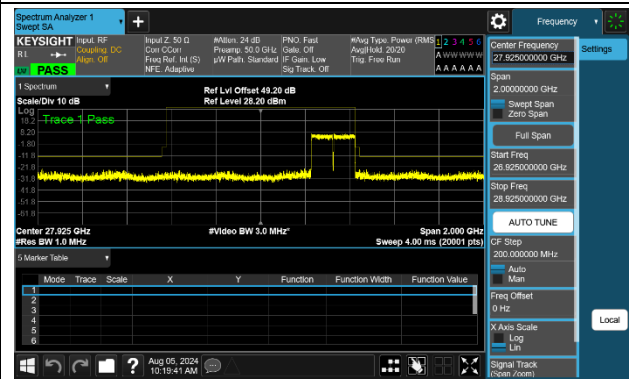 Spectrum Analyzer 1
Swept SA
+
Frequency
KEYSIGHT Input: RF Input Z: 50 Ω #Atten: 24 dB PNO: Fast #Avg Type: Power (RMS) 1 2 3 4 5 6
RL Coupling: DC Corr CCorr Preamp: 50.0 GHz Gate: Off Avg|Hold: 20/20 A W W W W W
Align: Off Freq Ref: Int (S) µW Path: Standard IF Gain: Low Trig: Free Run
PASS NFE: Adaptive Sig Track: Off A A A A A A
1 Spectrum Ref Lvl Offset 49.20 dB
Scale/Div 10 dB Ref Level 28.20 dBm
Log
Trace 1 Pass
18.2
8.20
-1.80
-11.8
-21.8
-31.8
-41.8
-51.8
-61.8
Center 27.925 GHz #Video BW 3.0 MHz* Span 2.000 GHz
#Res BW 1.0 MHz Sweep 4.00 ms (20001 pts)
5 Marker Table
Mode Trace Scale X Y Function Function Width Function Value
1
2
3
4
5
6
Aug 05, 2024
10:19:41 AM
?
Center Frequency
27.925000000 GHz
Settings
Span
2.00000000 GHz
Swept Span
Zero Span
Full Span
Start Freq
26.925000000 GHz
Stop Freq
28.925000000 GHz
AUTO TUNE
CF Step
200.000000 MHz
Auto
Man
Freq Offset
0 Hz
X Axis Scale
Log
Lin
Local
Signal Track
(Span Zoom)